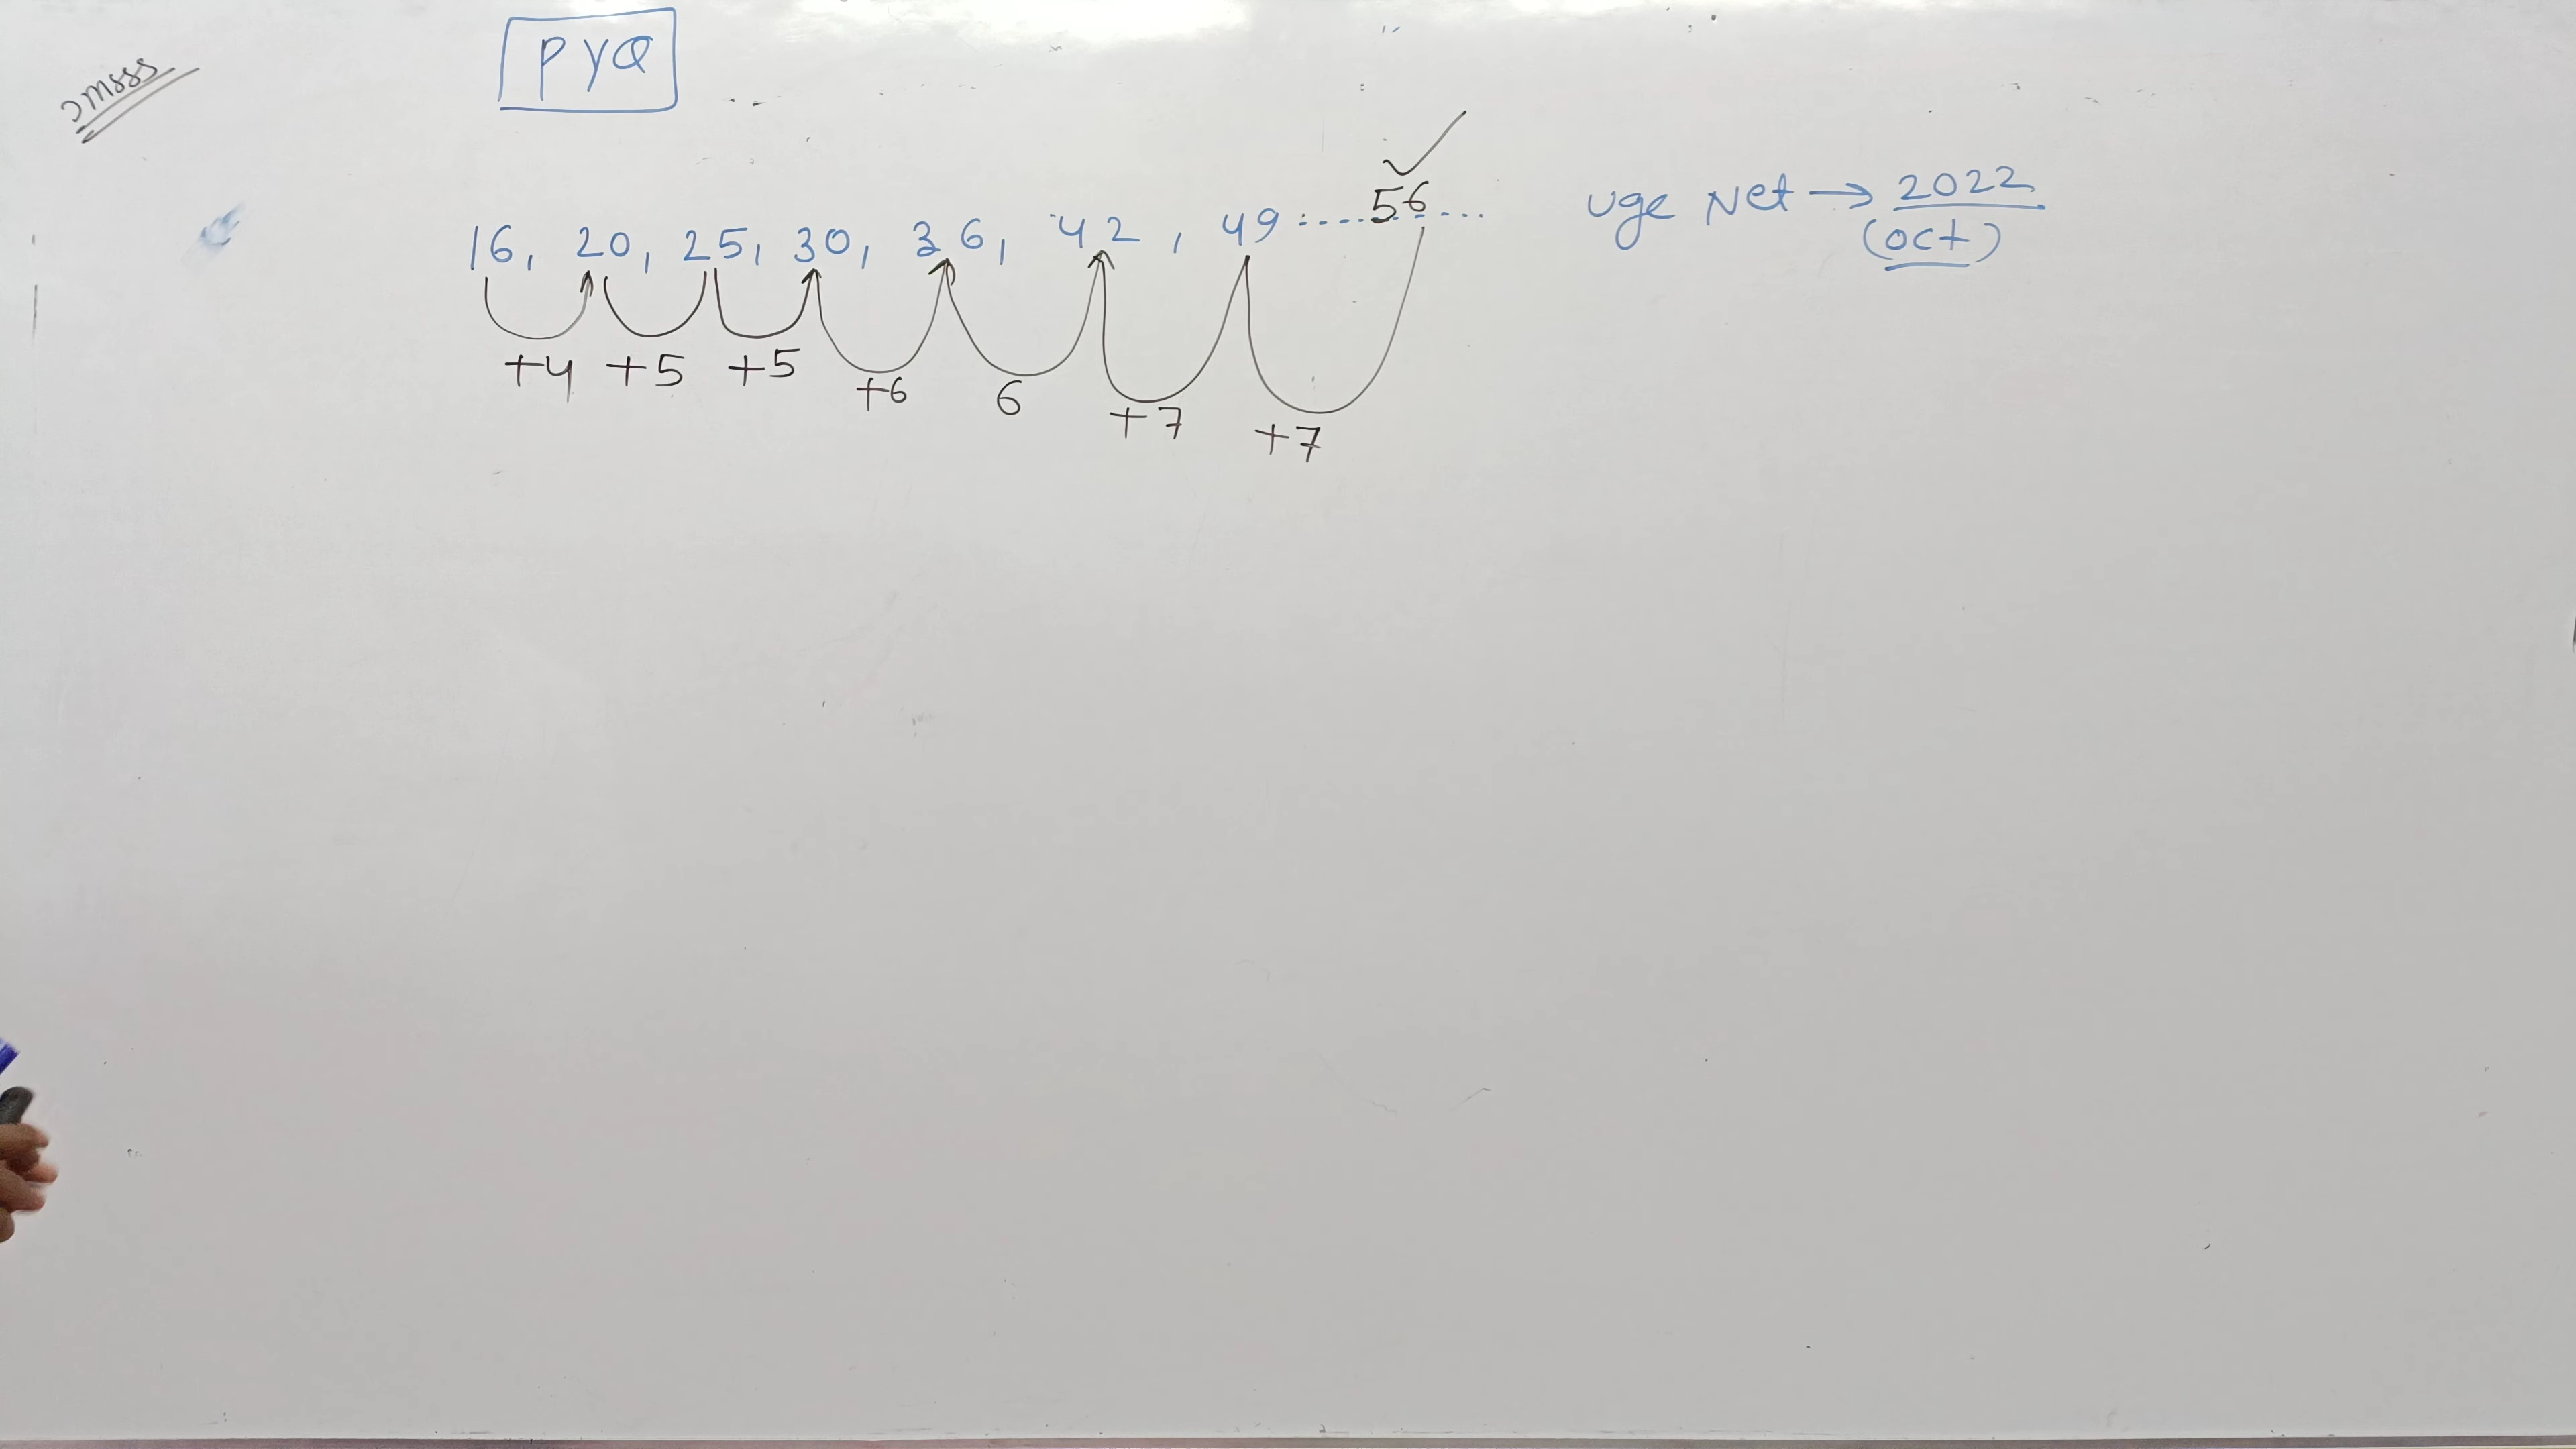 PYQ
Jmsss
16, 20, 25, 30, 36, 42, 49 ........ 56 ....
uge Net → 2022
(oct)
+4 +5 +5 +6 6 +7 +7